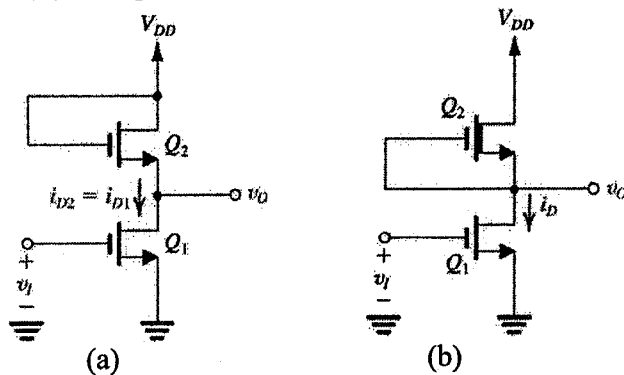 V_DD
Q_2
i_D2 = i_D1
v_O
Q_1
+
v_I
−
(a)
V_DD
Q_2
v_O
i_D
Q_1
+
v_I
−
(b)